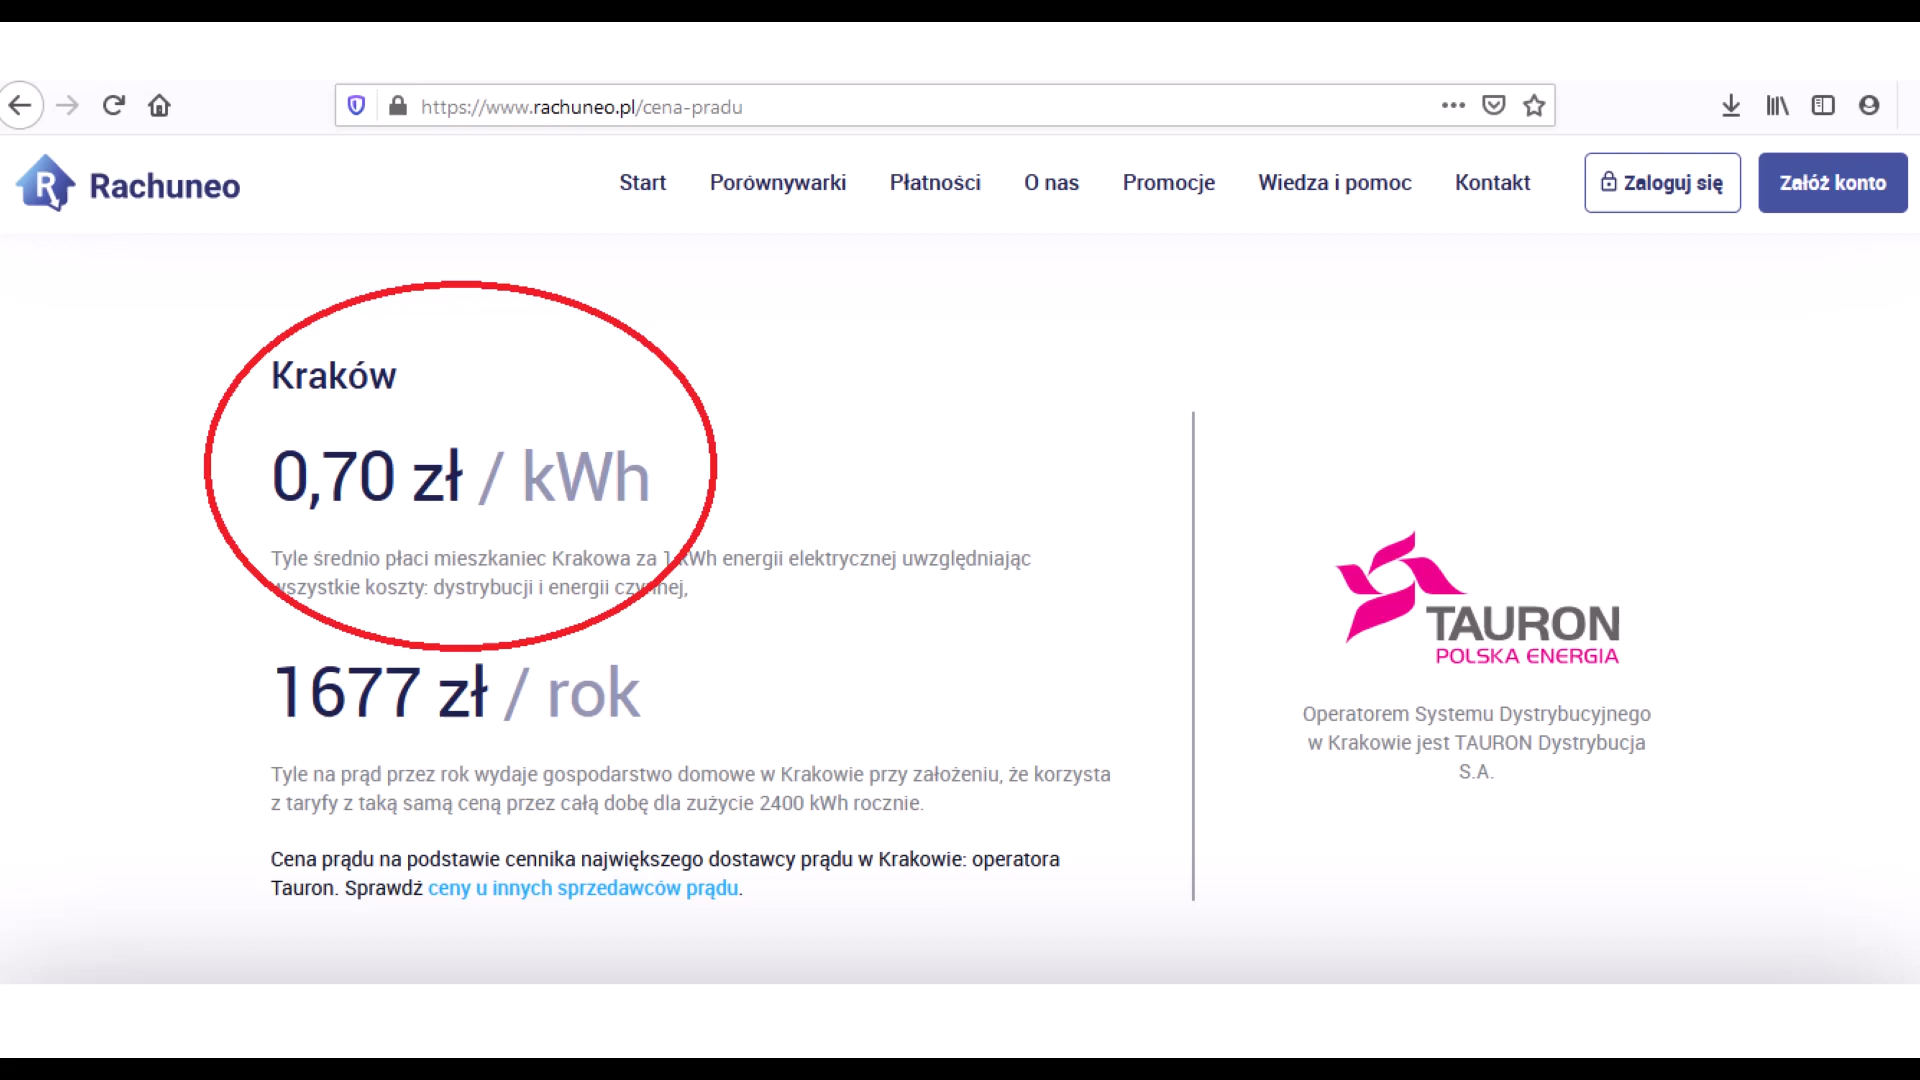 https://www.rachuneo.pl/cena-pradu
Rachuneo
Start Porównywarki Płatności O nas Promocje Wiedza i pomoc Kontakt Zaloguj się Załóż konto
Kraków
0,70 zł / kWh
Tyle średnio płaci mieszkaniec Krakowa za 1 kWh energii elektrycznej uwzględniając
wszystkie koszty: dystrybucji i energii czynnej,
1677 zł / rok
Tyle na prąd przez rok wydaje gospodarstwo domowe w Krakowie przy założeniu, że korzysta
z taryfy z taką samą ceną przez całą dobę dla zużycie 2400 kWh rocznie.
Cena prądu na podstawie cennika największego dostawcy prądu w Krakowie: operatora
Tauron. Sprawdź ceny u innych sprzedawców prądu.
TAURON
POLSKA ENERGIA
Operatorem Systemu Dystrybucyjnego
w Krakowie jest TAURON Dystrybucja
S.A.